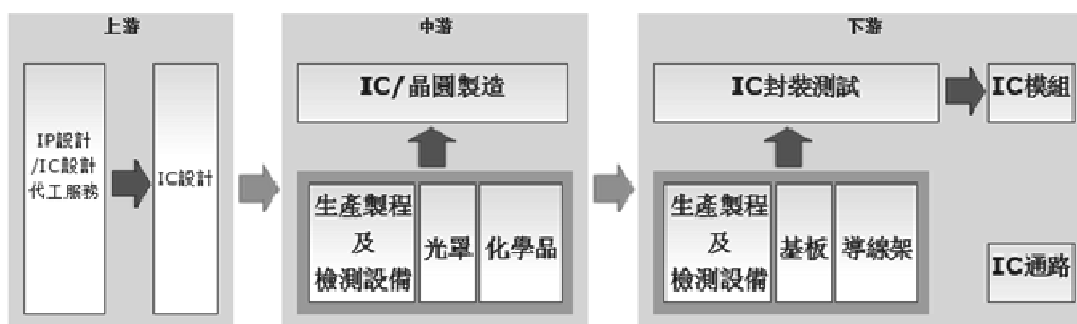 上游
IP設計
/IC設計
代工服務
IC設計
中游
IC/晶圓製造
生產製程
及
檢測設備
光罩
化學品
下游
IC封裝測試
IC模組
生產製程
及
檢測設備
基板
導線架
IC通路